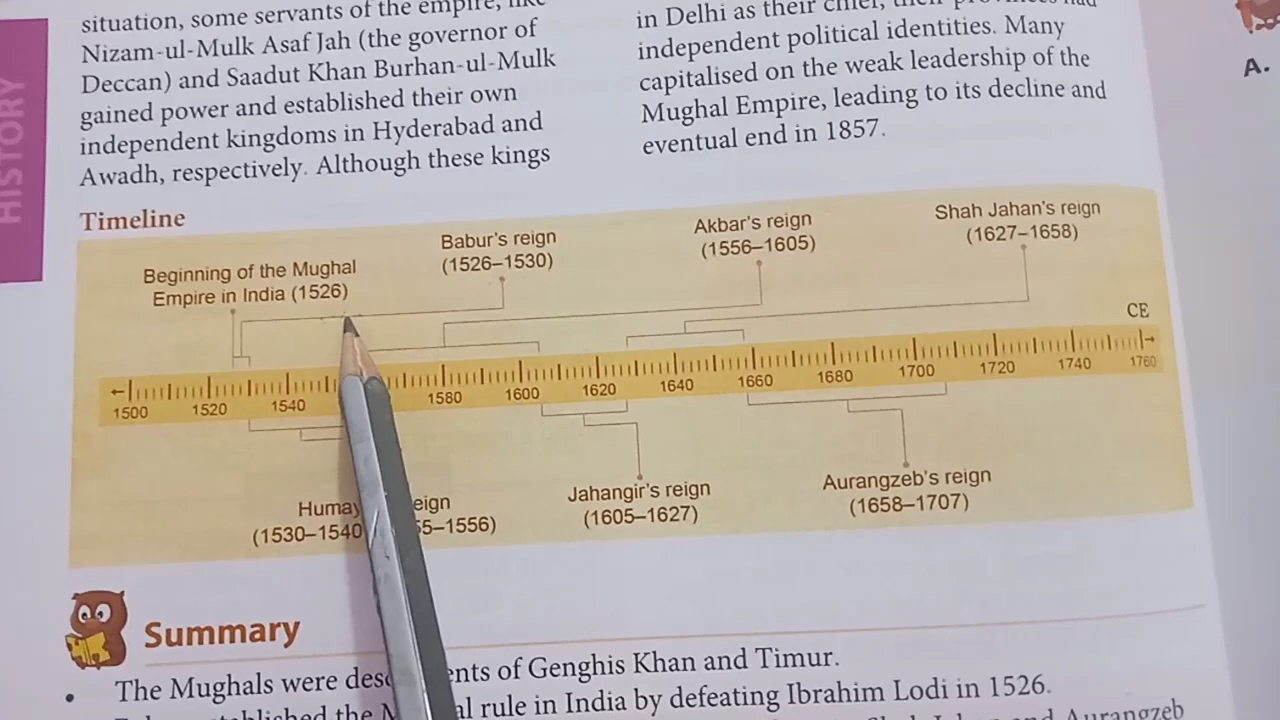 HISTORY
situation, some servants of the empire, like
Nizam-ul-Mulk Asaf Jah (the governor of
Deccan) and Saadut Khan Burhan-ul-Mulk
gained power and established their own
independent kingdoms in Hyderabad and
Awadh, respectively. Although these kings
in Delhi as their chief, their provinces had
independent political identities. Many
capitalised on the weak leadership of the
Mughal Empire, leading to its decline and
eventual end in 1857.
A.
Timeline
Beginning of the Mughal
Empire in India (1526)
Babur's reign
(1526–1530)
Akbar's reign
(1556–1605)
Shah Jahan's reign
(1627–1658)
CE
1500 1520 1540 1580 1600 1620 1640 1660 1680 1700 1720 1740 1760
Humay eign
(1530–1540 55–1556)
Jahangir's reign
(1605–1627)
Aurangzeb's reign
(1658–1707)
Summary
• The Mughals were desc ents of Genghis Khan and Timur.
the M al rule in India by defeating Ibrahim Lodi in 1526.
and Aurangzeb